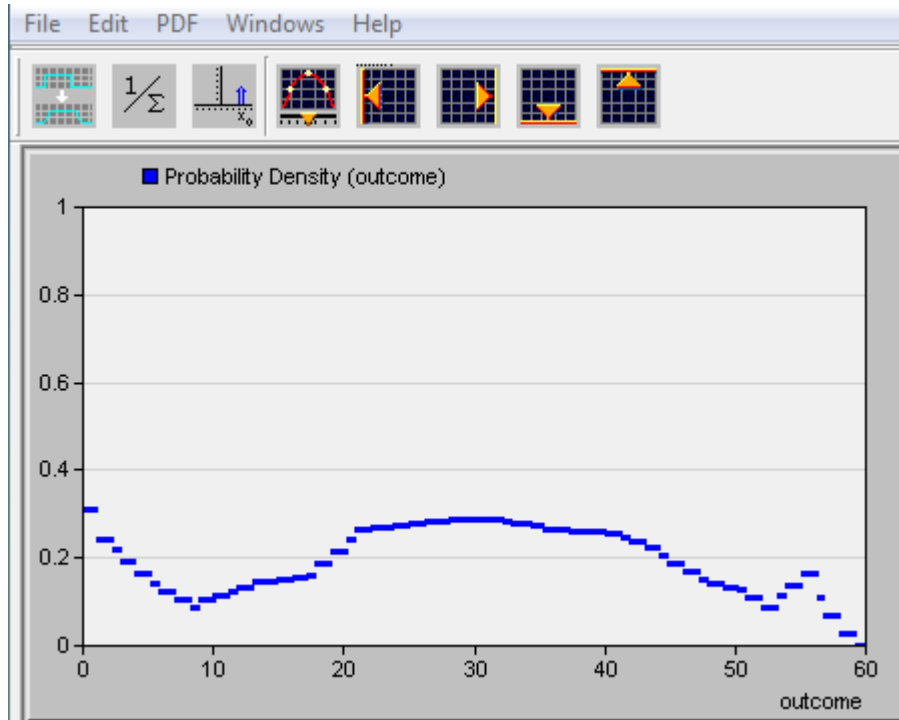 File Edit PDF Windows Help
1/Σ
x₀
Probability Density (outcome)
1
0.8
0.6
0.4
0.2
0
0 10 20 30 40 50 60
outcome